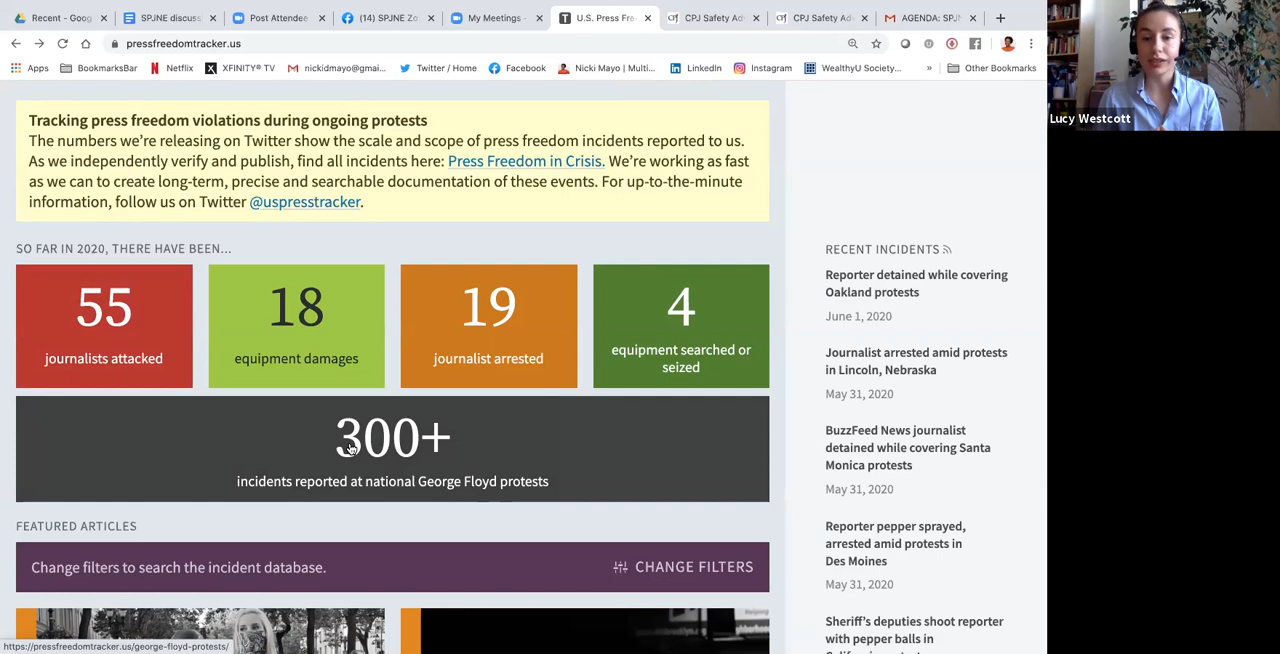 Recent - Goog
SPJNE discuss
Post Attendee
(14) SPJNE Zo
My Meetings -
U.S. Press Fre
CPJ Safety Adv
CPJ Safety Adv
AGENDA: SPJN
pressfreedomtracker.us
Apps
BookmarksBar
Netflix
XFINITY® TV
nickidmayo@gmai...
Twitter / Home
Facebook
Nicki Mayo | Multi...
LinkedIn
Instagram
WealthyU Society...
»
Other Bookmarks
Lucy Westcott
Tracking press freedom violations during ongoing protests
The numbers we're releasing on Twitter show the scale and scope of press freedom incidents reported to us.
As we independently verify and publish, find all incidents here: Press Freedom in Crisis. We're working as fast
as we can to create long-term, precise and searchable documentation of these events. For up-to-the-minute
information, follow us on Twitter @uspresstracker.
SO FAR IN 2020, THERE HAVE BEEN...
55
journalists attacked
18
equipment damages
19
journalist arrested
4
equipment searched or
seized
300+
incidents reported at national George Floyd protests
FEATURED ARTICLES
Change filters to search the incident database.
CHANGE FILTERS
RECENT INCIDENTS
Reporter detained while covering
Oakland protests
June 1, 2020
Journalist arrested amid protests
in Lincoln, Nebraska
May 31, 2020
BuzzFeed News journalist
detained while covering Santa
Monica protests
May 31, 2020
Reporter pepper sprayed,
arrested amid protests in
Des Moines
May 31, 2020
Sheriff's deputies shoot reporter
with pepper balls in
https://pressfreedomtracker.us/george-floyd-protests/